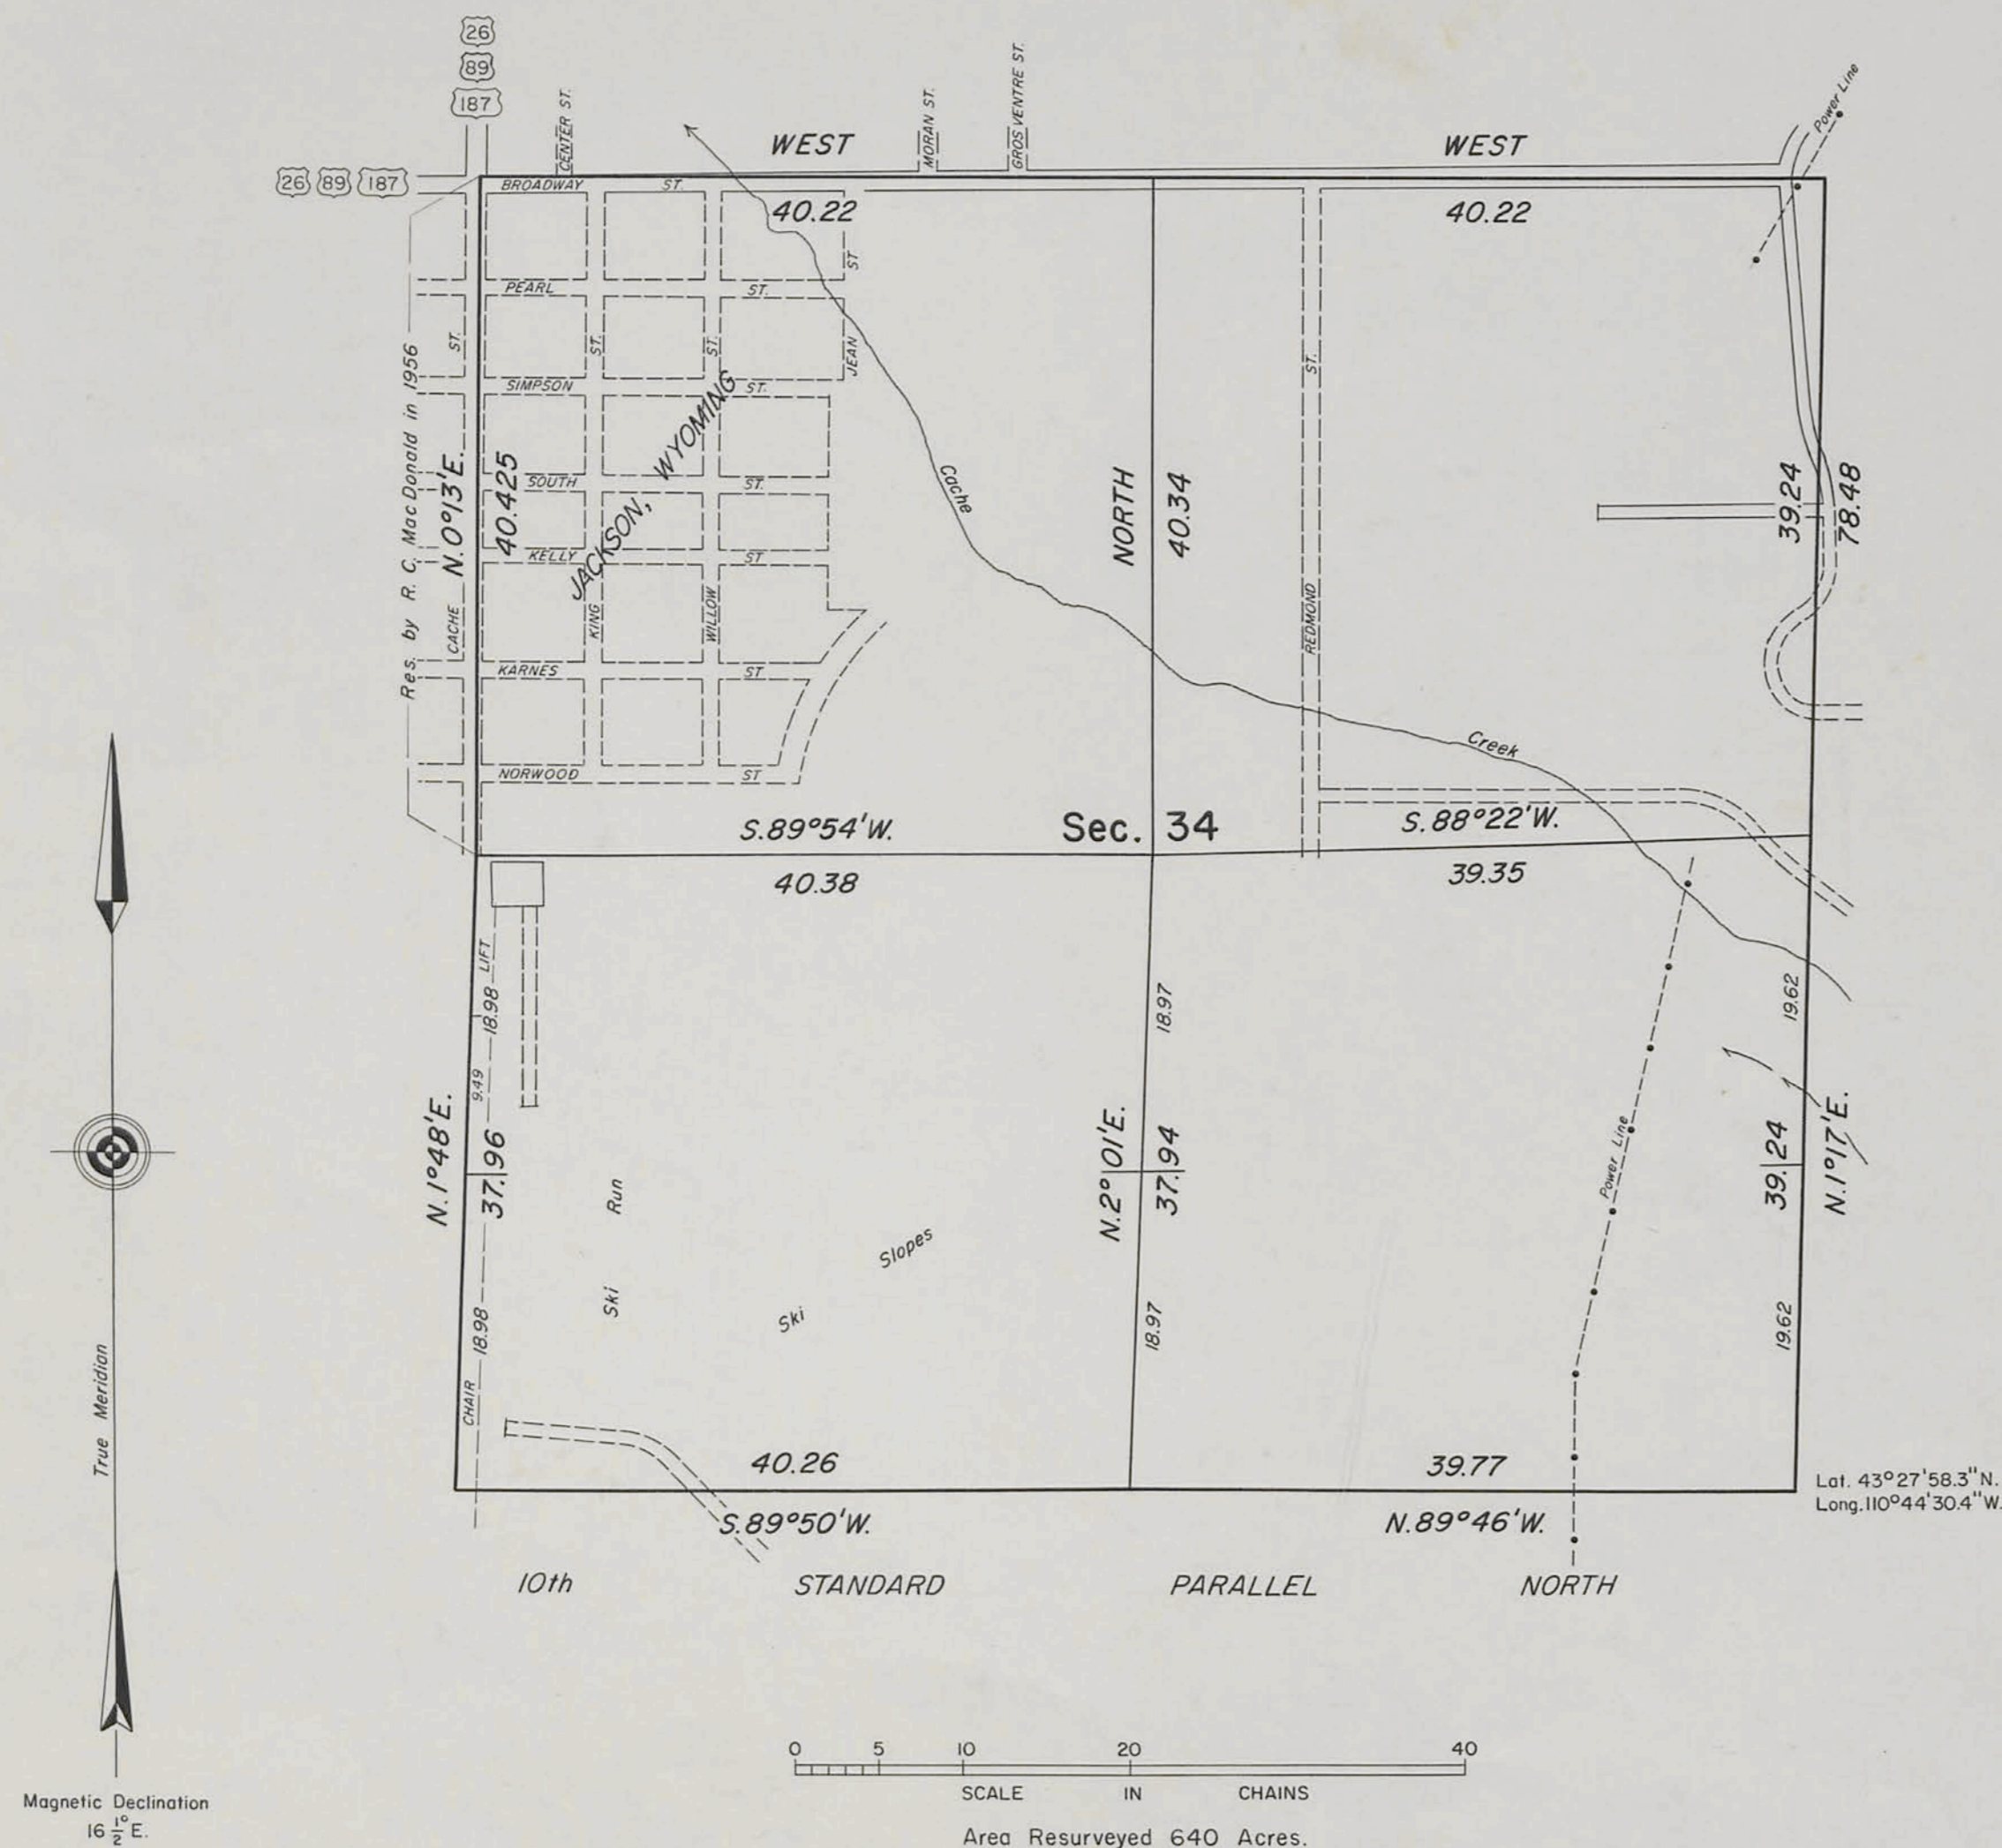 26
89
187
CENTER ST.
MORAN ST.
GROS VENTRE ST.
Power Line
WEST
WEST
26 89 187
BROADWAY ST.
40.22
40.22
PEARL ST.
ST
ST.
ST.
ST.
JEAN
ST.
SIMPSON ST.
Res. by R. C. MacDonald in 1956
N.0°13'E.
40.425
JACKSON, WYOMING
SOUTH ST.
Cache
NORTH
40.34
39.24
78.48
KELLY ST
CACHE
KING
WILLOW
REDMOND
KARNES ST
Creek
NORWOOD ST
S.89°54'W.
Sec. 34
S.88°22'W.
40.38
39.35
LIFT
18.98
18.97
19.62
9.49
N.1°48'E.
37.96
N.2°01'E.
37.94
Power Line
39.24
N.1°17'E.
Ski Run
Ski Slopes
18.98
18.97
19.62
CHAIR
True Meridian
40.26
39.77
Lat. 43°27'58.3"N.
Long.110°44'30.4"W.
S.89°50'W.
N.89°46'W.
10th STANDARD PARALLEL NORTH
0 5 10 20 40
SCALE IN CHAINS
Magnetic Declination
16 1/2° E.
Area Resurveyed 640 Acres.